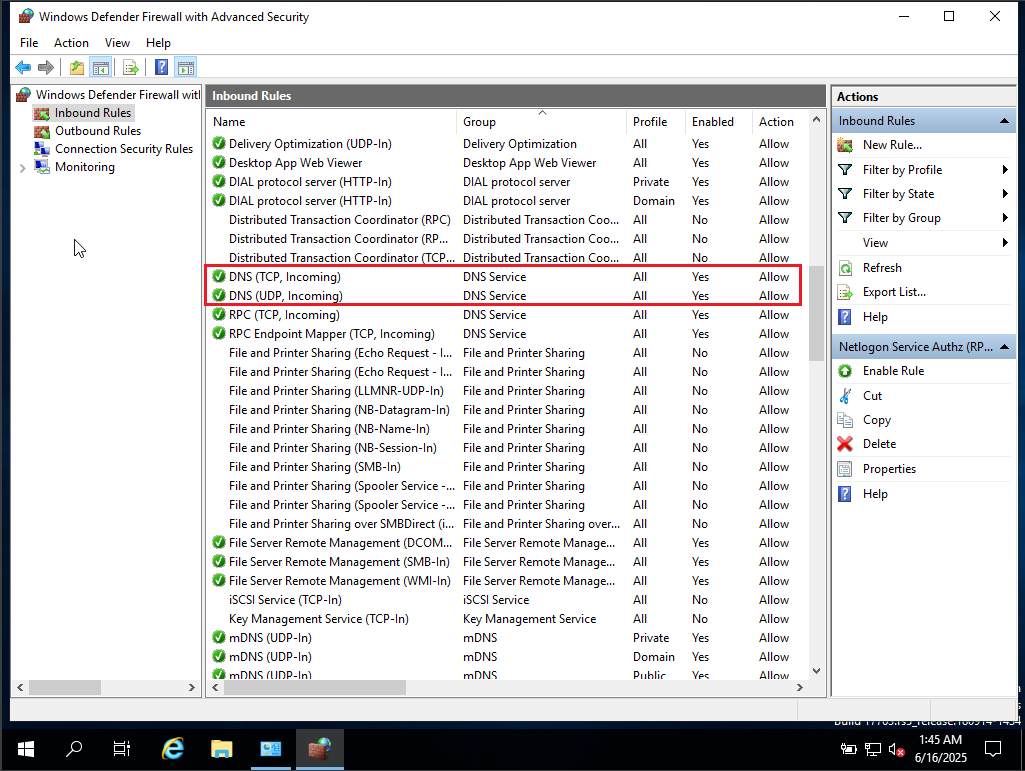 Windows Defender Firewall with Advanced Security
File Action View Help
Windows Defender Firewall with
Inbound Rules
Outbound Rules
Connection Security Rules
Monitoring
Inbound Rules
Name Group Profile Enabled Action
Delivery Optimization (UDP-In) Delivery Optimization All Yes Allow
Desktop App Web Viewer Desktop App Web Viewer All Yes Allow
DIAL protocol server (HTTP-In) DIAL protocol server Private Yes Allow
DIAL protocol server (HTTP-In) DIAL protocol server Domain Yes Allow
Distributed Transaction Coordinator (RPC) Distributed Transaction Coo... All No Allow
Distributed Transaction Coordinator (RP... Distributed Transaction Coo... All No Allow
Distributed Transaction Coordinator (TCP... Distributed Transaction Coo... All No Allow
DNS (TCP, Incoming) DNS Service All Yes Allow
DNS (UDP, Incoming) DNS Service All Yes Allow
RPC (TCP, Incoming) DNS Service All Yes Allow
RPC Endpoint Mapper (TCP, Incoming) DNS Service All Yes Allow
File and Printer Sharing (Echo Request - I... File and Printer Sharing All No Allow
File and Printer Sharing (Echo Request - I... File and Printer Sharing All No Allow
File and Printer Sharing (LLMNR-UDP-In) File and Printer Sharing All No Allow
File and Printer Sharing (NB-Datagram-In) File and Printer Sharing All No Allow
File and Printer Sharing (NB-Name-In) File and Printer Sharing All No Allow
File and Printer Sharing (NB-Session-In) File and Printer Sharing All No Allow
File and Printer Sharing (SMB-In) File and Printer Sharing All No Allow
File and Printer Sharing (Spooler Service -... File and Printer Sharing All No Allow
File and Printer Sharing (Spooler Service -... File and Printer Sharing All No Allow
File and Printer Sharing over SMBDirect (i... File and Printer Sharing over... All No Allow
File Server Remote Management (DCOM... File Server Remote Manage... All Yes Allow
File Server Remote Management (SMB-In) File Server Remote Manage... All Yes Allow
File Server Remote Management (WMI-In) File Server Remote Manage... All Yes Allow
iSCSI Service (TCP-In) iSCSI Service All No Allow
Key Management Service (TCP-In) Key Management Service All No Allow
mDNS (UDP-In) mDNS Private Yes Allow
mDNS (UDP-In) mDNS Domain Yes Allow
mDNS (UDP-In) mDNS Public Yes Allow
Actions
Inbound Rules
New Rule...
Filter by Profile
Filter by State
Filter by Group
View
Refresh
Export List...
Help
Netlogon Service Authz (RP...
Enable Rule
Cut
Copy
Delete
Properties
Help
1:45 AM
6/16/2025